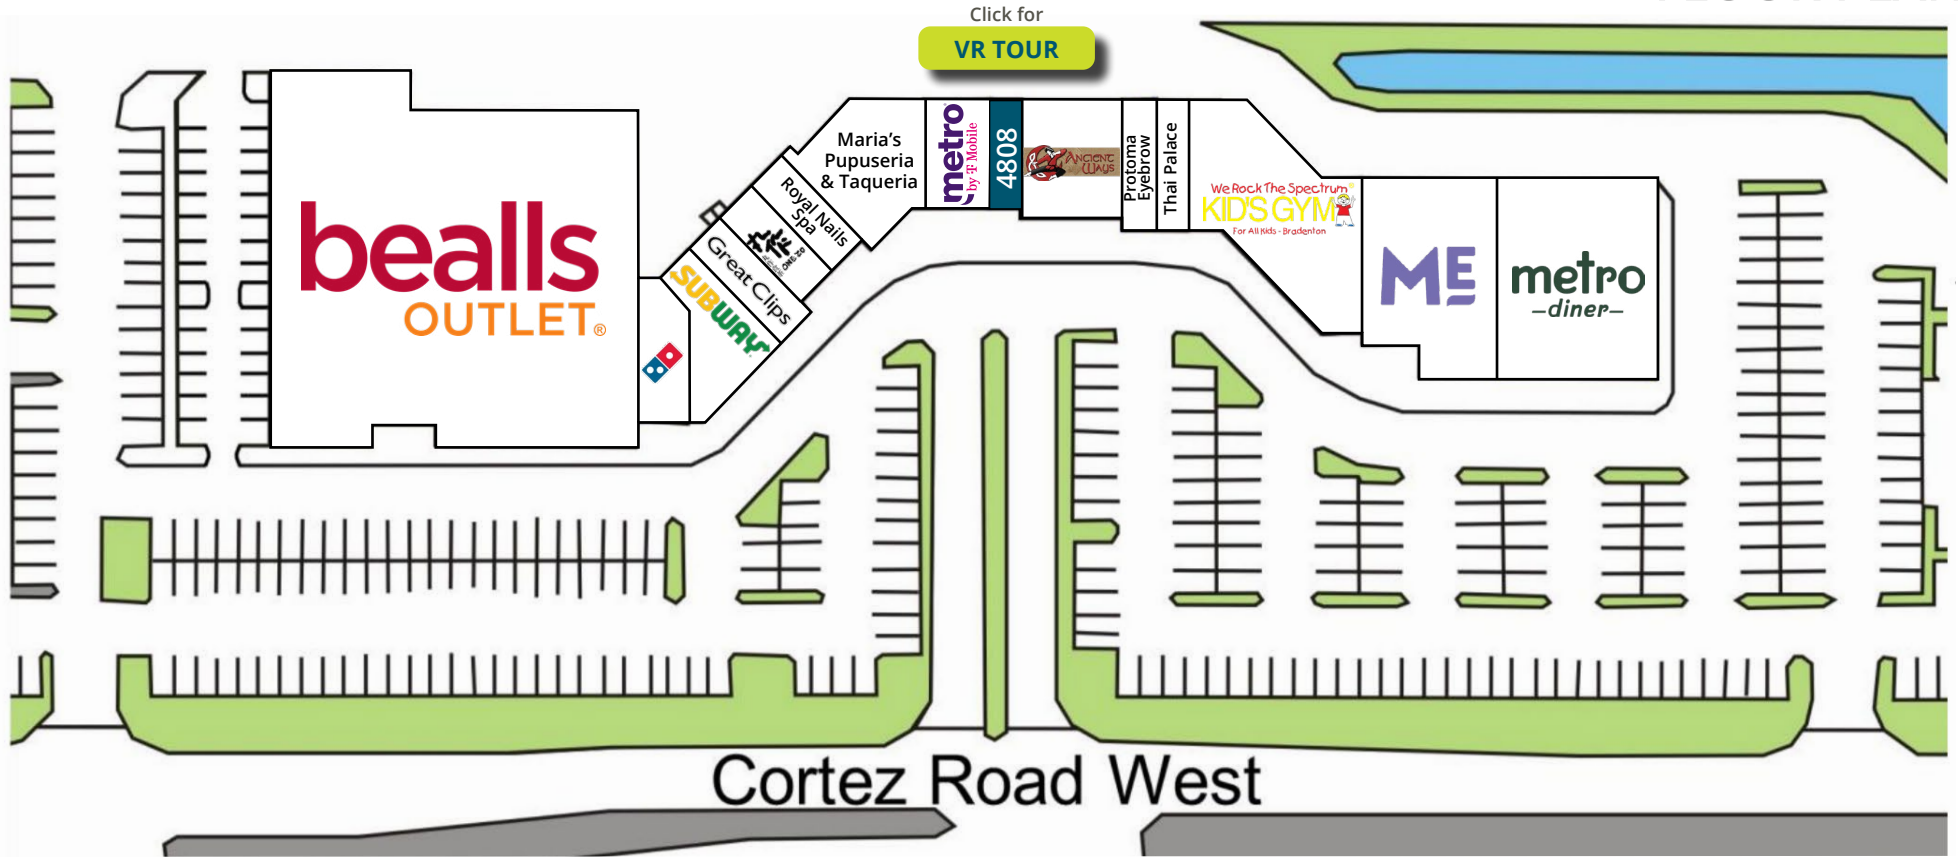 Click for
VR TOUR
bealls
OUTLET®
SUBWAY
Great Clips
Royal Nails
Spa
Maria's
Pupuseria
& Taqueria
metro
by T Mobile
4808
ANCIENT
WAYS
Protoma
Eyebrow
Thai Palace
We Rock The Spectrum
KID'S GYM
For All Kids - Bradenton
ME
metro
–diner–
Cortez Road West